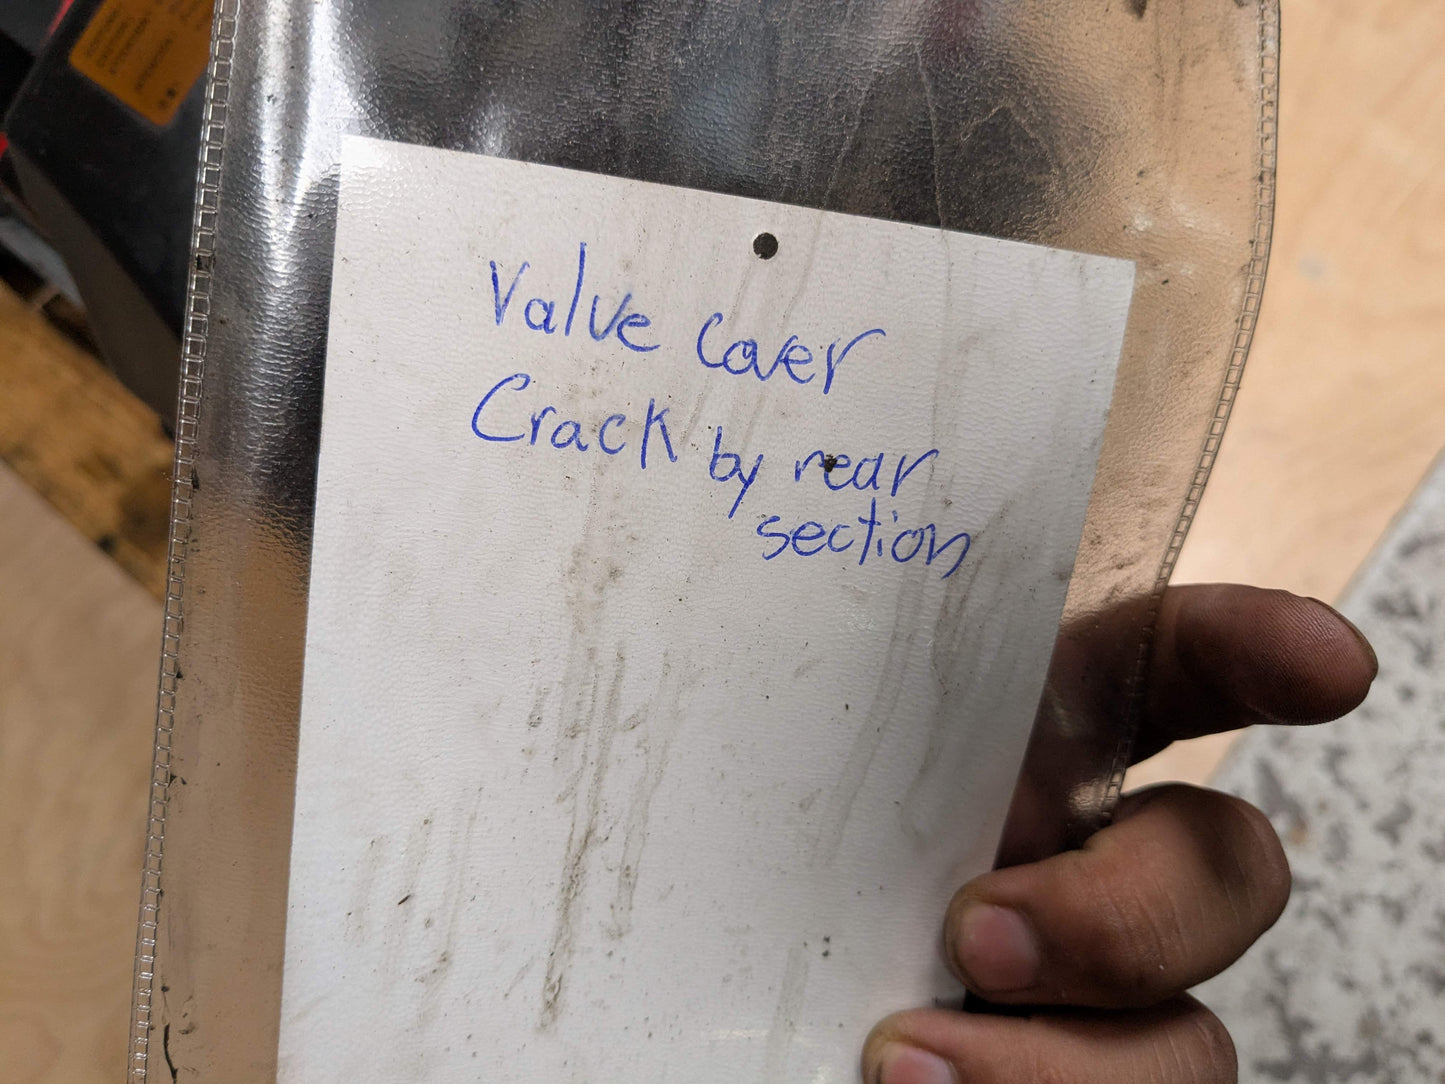 Valve Cover
Crack by rear
section